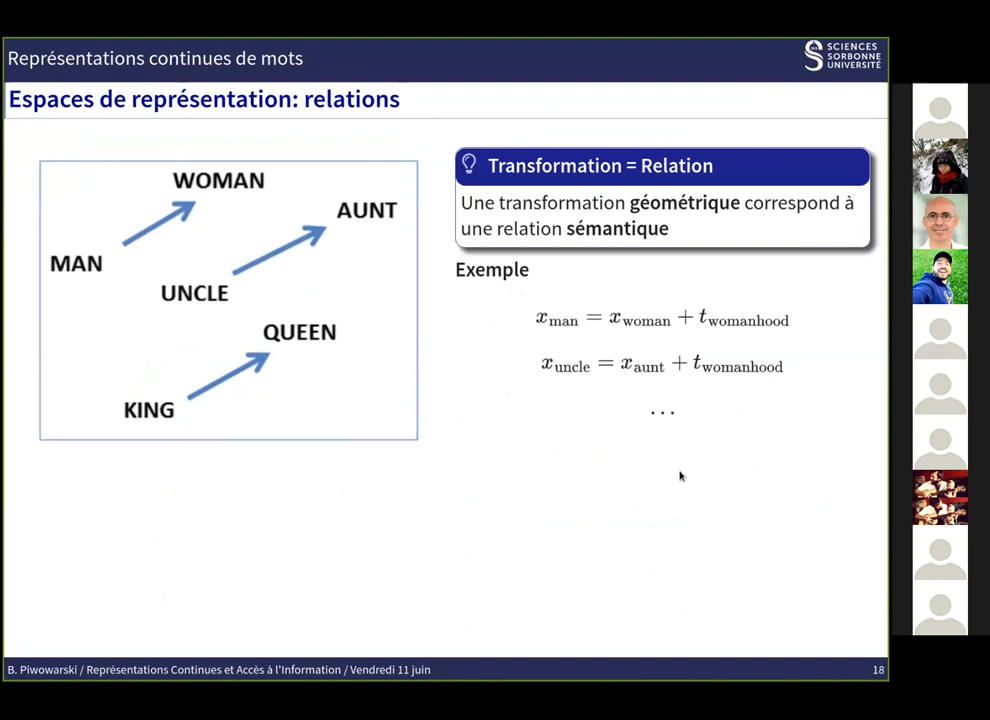 Représentations continues de mots
SCIENCES
SORBONNE
UNIVERSITÉ
Espaces de représentation: relations
WOMAN
AUNT
MAN
UNCLE
QUEEN
KING
Transformation = Relation
Une transformation géométrique correspond à
une relation sémantique
Exemple
x_man = x_woman + t_womanhood
x_uncle = x_aunt + t_womanhood
...
B. Piwowarski / Représentations Continues et Accès à l'Information / Vendredi 11 juin
18